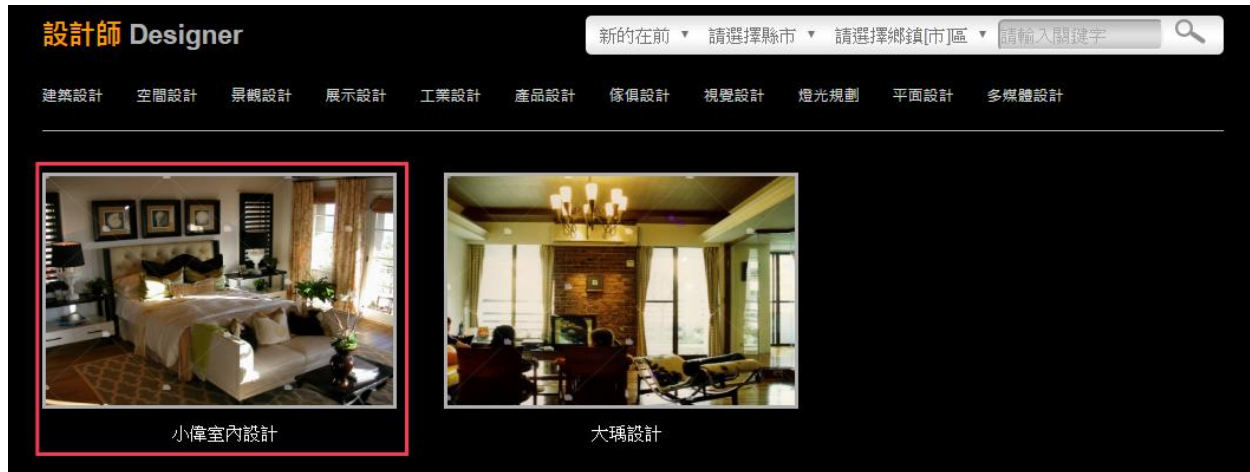 設計師 Designer
新的在前 ▼ 請選擇縣市 ▼ 請選擇鄉鎮[市]區 ▼ 請輸入關鍵字
建築設計 空間設計 景觀設計 展示設計 工業設計 產品設計 傢俱設計 視覺設計 燈光規劃 平面設計 多媒體設計
小偉室內設計 大瑀設計